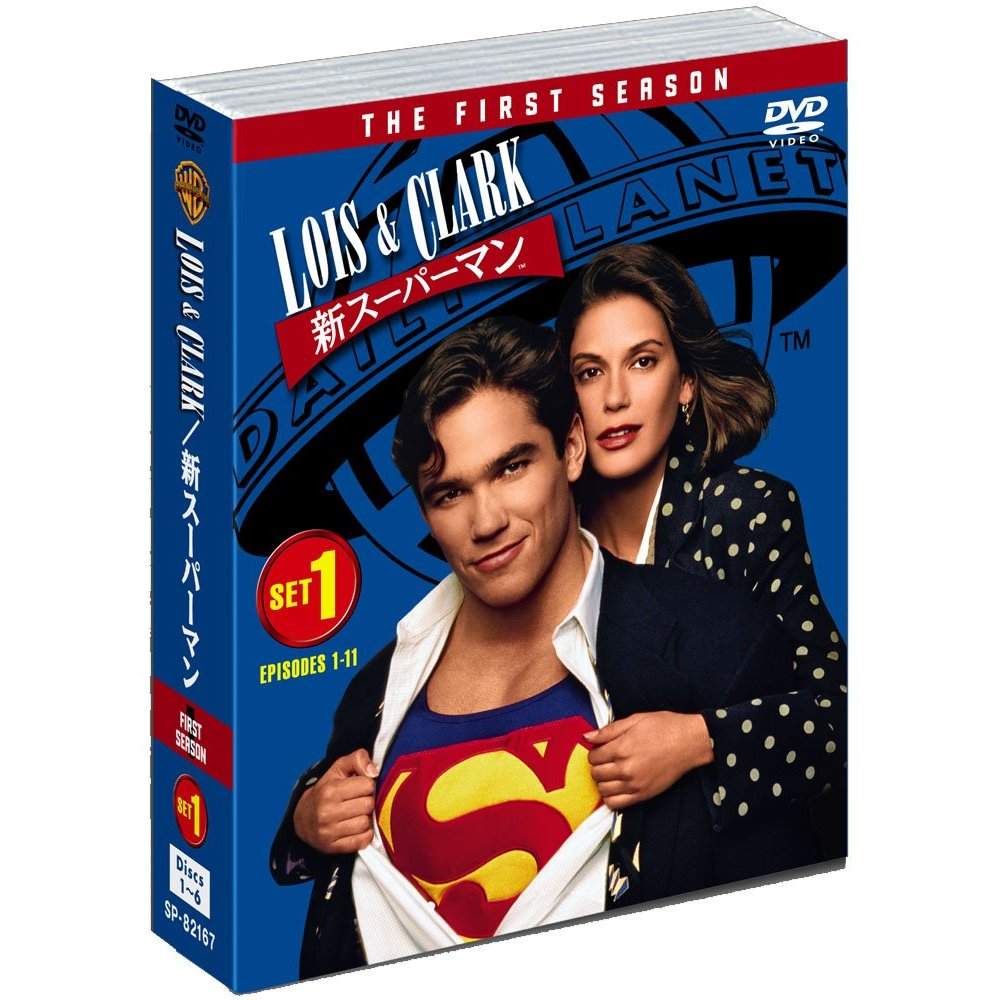 THE FIRST SEASON
DVD
VIDEO
LOIS & CLARK
新スーパーマン™
DAILY PLANET
TM
SET 1
EPISODES 1-11
DVD
VIDEO
LOIS & CLARK/新スーパーマン
FIRST
SEASON
SET 1
Discs
1~6
SP-82167